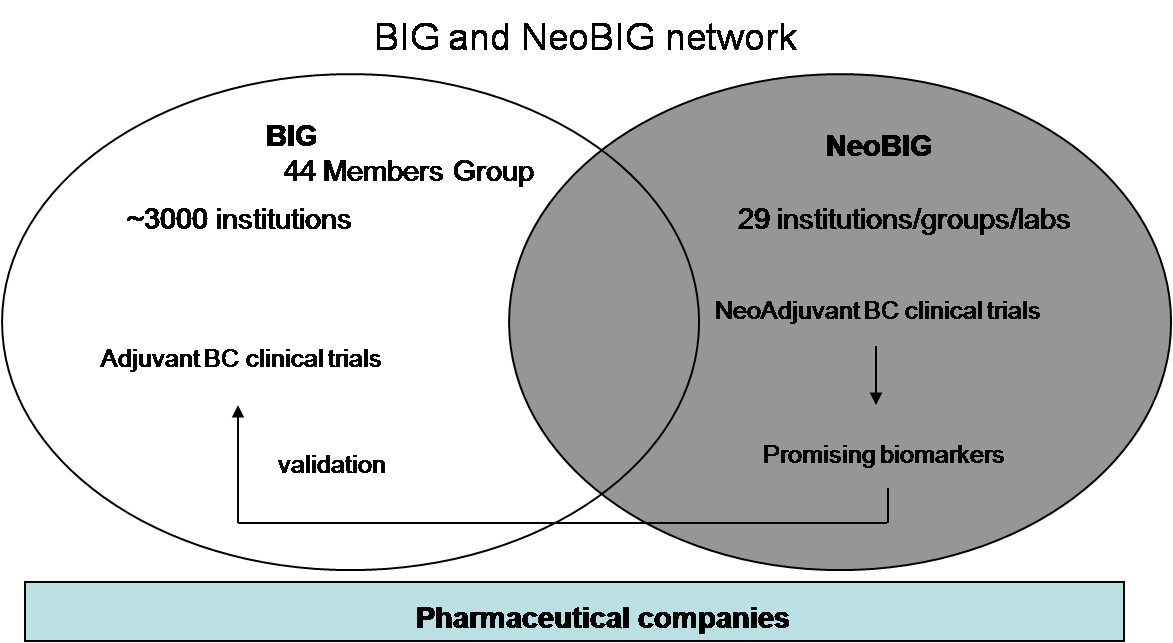 BIG and NeoBIG network
BIG
44 Members Group
~3000 institutions
Adjuvant BC clinical trials
validation
NeoBIG
29 institutions/groups/labs
NeoAdjuvant BC clinical trials
Promising biomarkers
Pharmaceutical companies